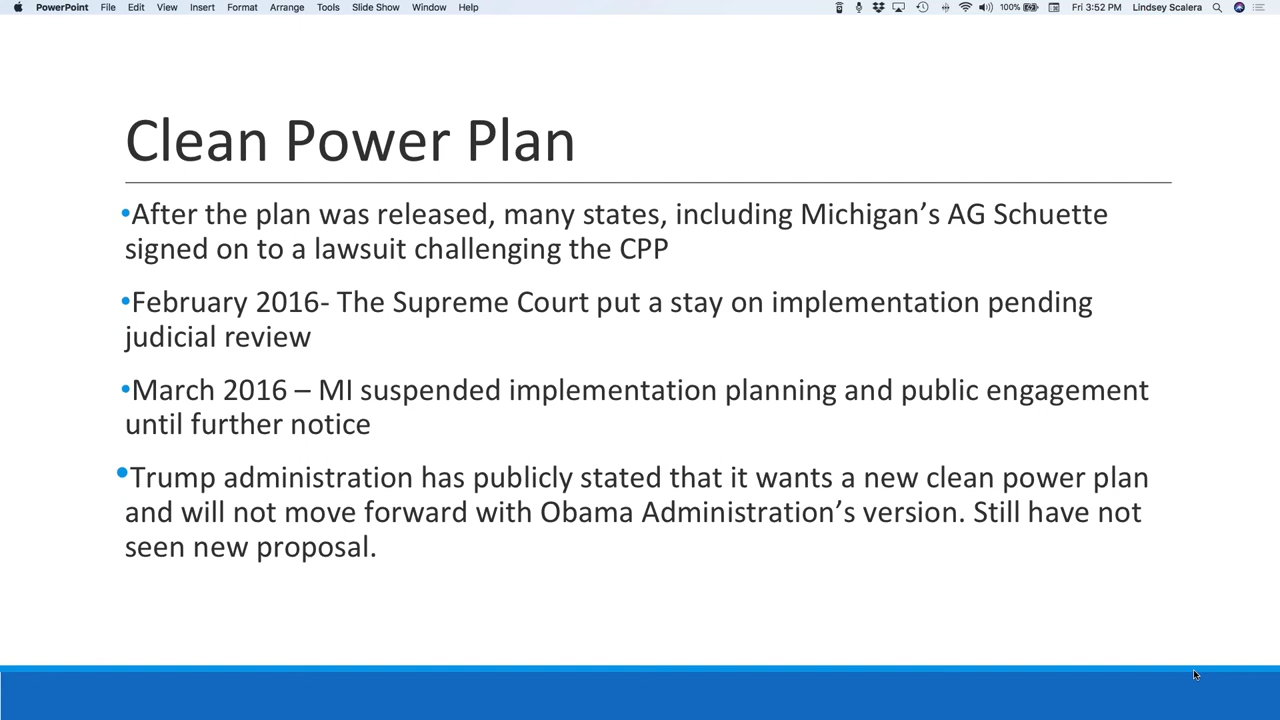 PowerPoint File Edit View Insert Format Arrange Tools Slide Show Window Help 100% Fri 3:52 PM Lindsey Scalera
Clean Power Plan
•After the plan was released, many states, including Michigan’s AG Schuette
signed on to a lawsuit challenging the CPP
•February 2016- The Supreme Court put a stay on implementation pending
judicial review
•March 2016 – MI suspended implementation planning and public engagement
until further notice
•Trump administration has publicly stated that it wants a new clean power plan
and will not move forward with Obama Administration’s version. Still have not
seen new proposal.